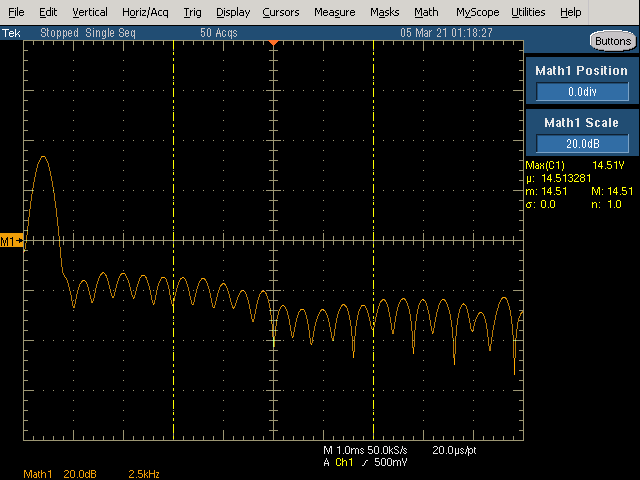 File Edit Vertical Horiz/Acq Trig Display Cursors Measure Masks Math MyScope Utilities Help
Tek Stopped Single Seq 50 Acqs 05 Mar 21 01:18:27
Buttons
Math1 Position
0.0div
Math1 Scale
20.0dB
Max(C1) 14.51V
µ: 14.513281
m: 14.51 M: 14.51
σ: 0.0 n: 1.0
M1
M 1.0ms 50.0kS/s 20.0µs/pt
A Ch1 ∕ 500mV
Math1 20.0dB 2.5kHz